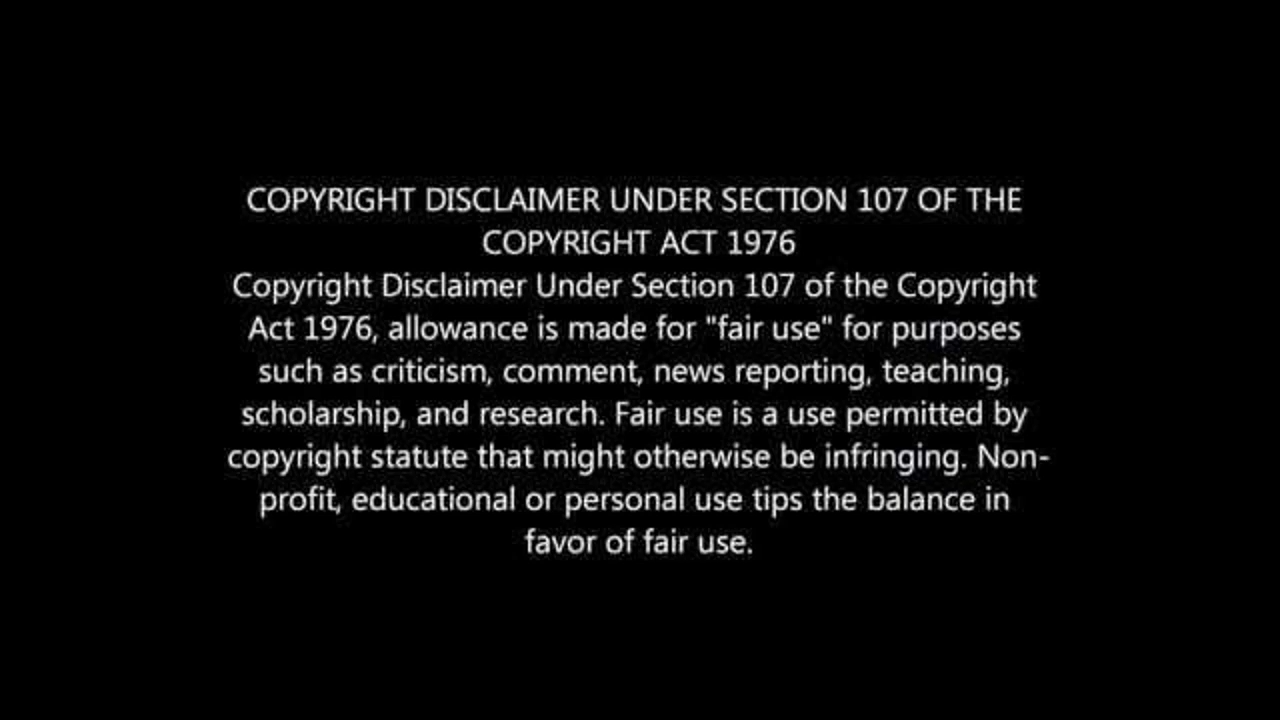 COPYRIGHT DISCLAIMER UNDER SECTION 107 OF THE
COPYRIGHT ACT 1976
Copyright Disclaimer Under Section 107 of the Copyright
Act 1976, allowance is made for "fair use" for purposes
such as criticism, comment, news reporting, teaching,
scholarship, and research. Fair use is a use permitted by
copyright statute that might otherwise be infringing. Non-
profit, educational or personal use tips the balance in
favor of fair use.